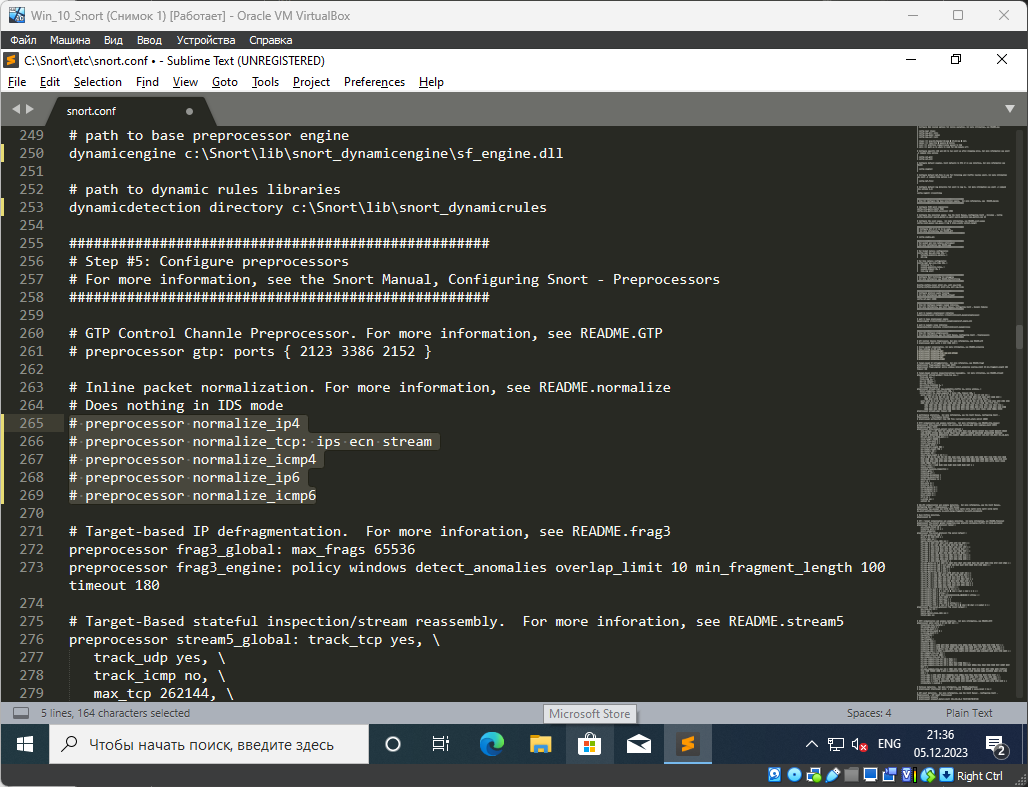 Win_10_Snort (Снимок 1) [Работает] - Oracle VM VirtualBox
Файл Машина Вид Ввод Устройства Справка
C:\Snort\etc\snort.conf • - Sublime Text (UNREGISTERED)
File Edit Selection Find View Goto Tools Project Preferences Help
snort.conf
249 # path to base preprocessor engine
250 dynamicengine c:\Snort\lib\snort_dynamicengine\sf_engine.dll
251
252 # path to dynamic rules libraries
253 dynamicdetection directory c:\Snort\lib\snort_dynamicrules
254
255 ###################################################
256 # Step #5: Configure preprocessors
257 # For more information, see the Snort Manual, Configuring Snort - Preprocessors
258 ###################################################
259
260 # GTP Control Channle Preprocessor. For more information, see README.GTP
261 # preprocessor gtp: ports { 2123 3386 2152 }
262
263 # Inline packet normalization. For more information, see README.normalize
264 # Does nothing in IDS mode
265 # preprocessor normalize_ip4
266 # preprocessor normalize_tcp: ips ecn stream
267 # preprocessor normalize_icmp4
268 # preprocessor normalize_ip6
269 # preprocessor normalize_icmp6
270
271 # Target-based IP defragmentation.  For more inforation, see README.frag3
272 preprocessor frag3_global: max_frags 65536
273 preprocessor frag3_engine: policy windows detect_anomalies overlap_limit 10 min_fragment_length 100
timeout 180
274
275 # Target-Based stateful inspection/stream reassembly.  For more inforation, see README.stream5
276 preprocessor stream5_global: track_tcp yes, \
277    track_udp yes, \
278    track_icmp no, \
279    max_tcp 262144, \
5 lines, 164 characters selected
Microsoft Store
Spaces: 4
Plain Text
Чтобы начать поиск, введите здесь
ENG
21:36
05.12.2023
2
Right Ctrl